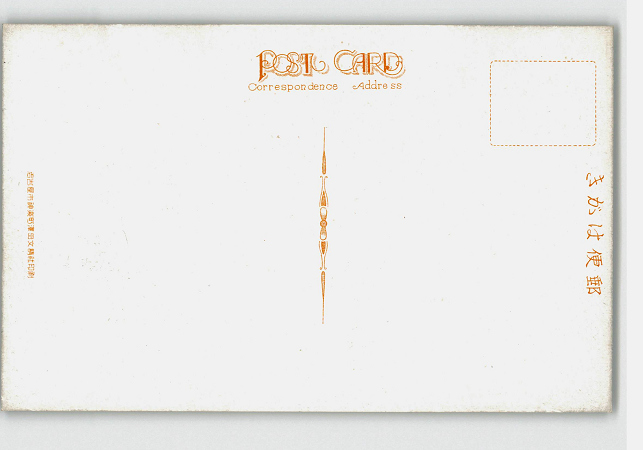 POST CARD
Correspondence Address
きがは便郵